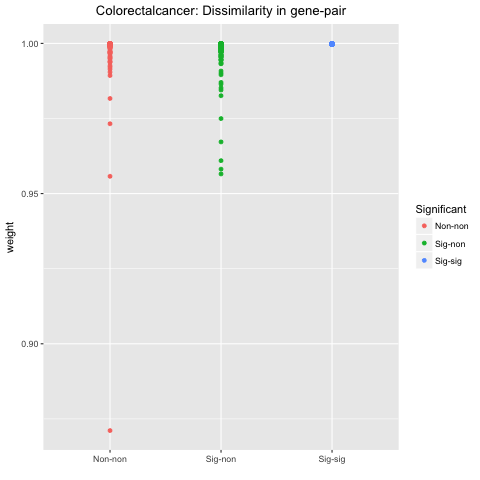 Colorectalcancer: Dissimilarity in gene-pair
1.00
0.95
0.90
weight
Non-non
Sig-non
Sig-sig
Significant
Non-non
Sig-non
Sig-sig